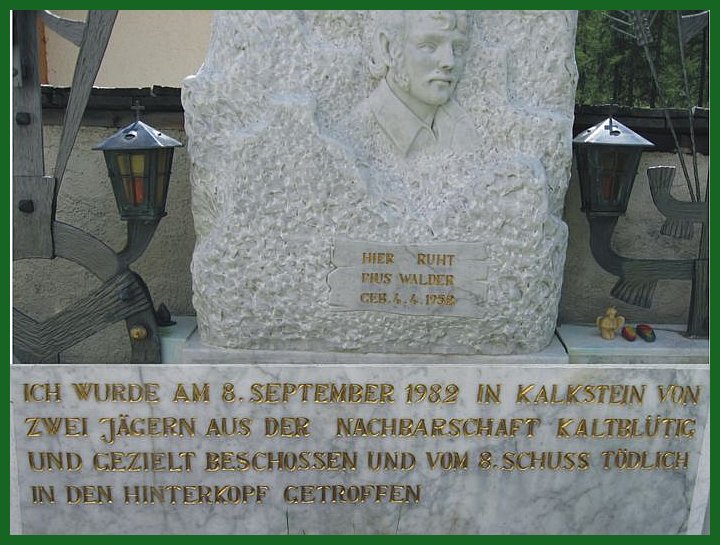 HIER RUHT
PIUS WALDER
GEB. 4. 4. 1952
ICH WURDE AM 8. SEPTEMBER 1982 IN KALKSTEIN VON
ZWEI JÄGERN AUS DER NACHBARSCHAFT KALTBLÜTIG
UND GEZIELT BESCHOSSEN UND VOM 8. SCHUSS TÖDLICH
IN DEN HINTERKOPF GETROFFEN